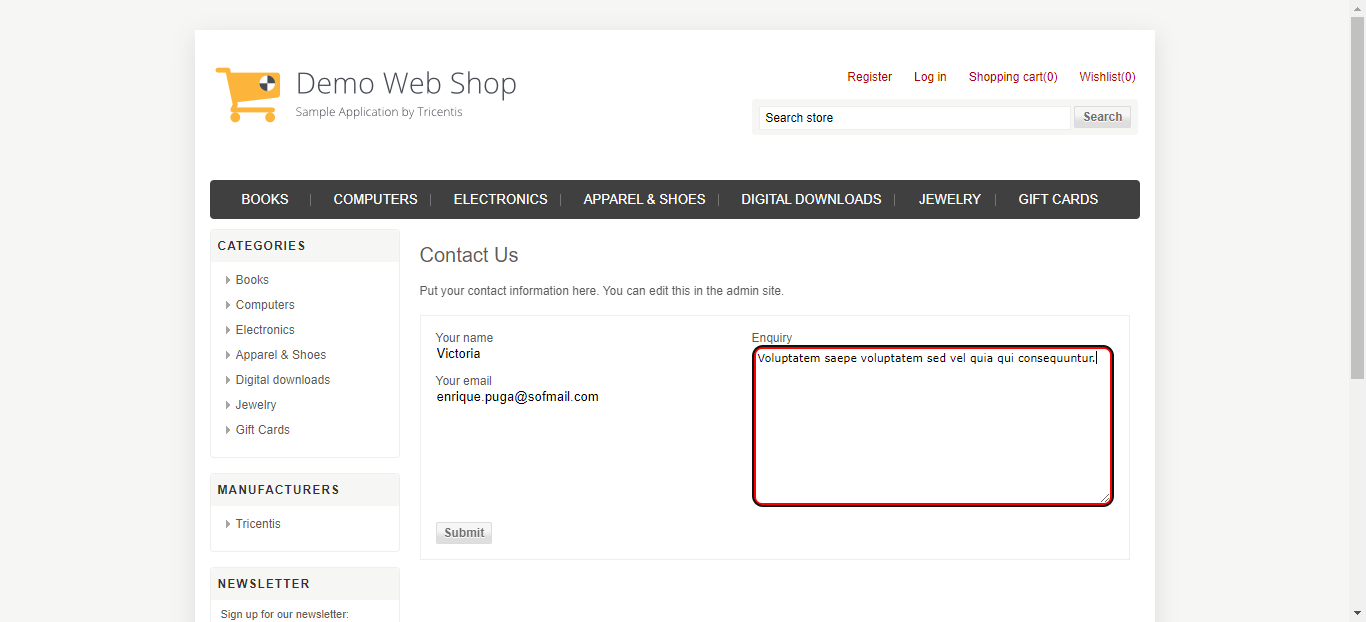 Demo Web Shop
Sample Application by Tricentis
Register Log in Shopping cart(0) Wishlist(0)
Search store Search
BOOKS COMPUTERS ELECTRONICS APPAREL & SHOES DIGITAL DOWNLOADS JEWELRY GIFT CARDS
CATEGORIES
Books
Computers
Electronics
Apparel & Shoes
Digital downloads
Jewelry
Gift Cards
MANUFACTURERS
Tricentis
NEWSLETTER
Sign up for our newsletter:
Contact Us
Put your contact information here. You can edit this in the admin site.
Your name
Victoria
Your email
enrique.puga@sofmail.com
Enquiry
Voluptatem saepe voluptatem sed vel quia qui consequuntur.
Submit